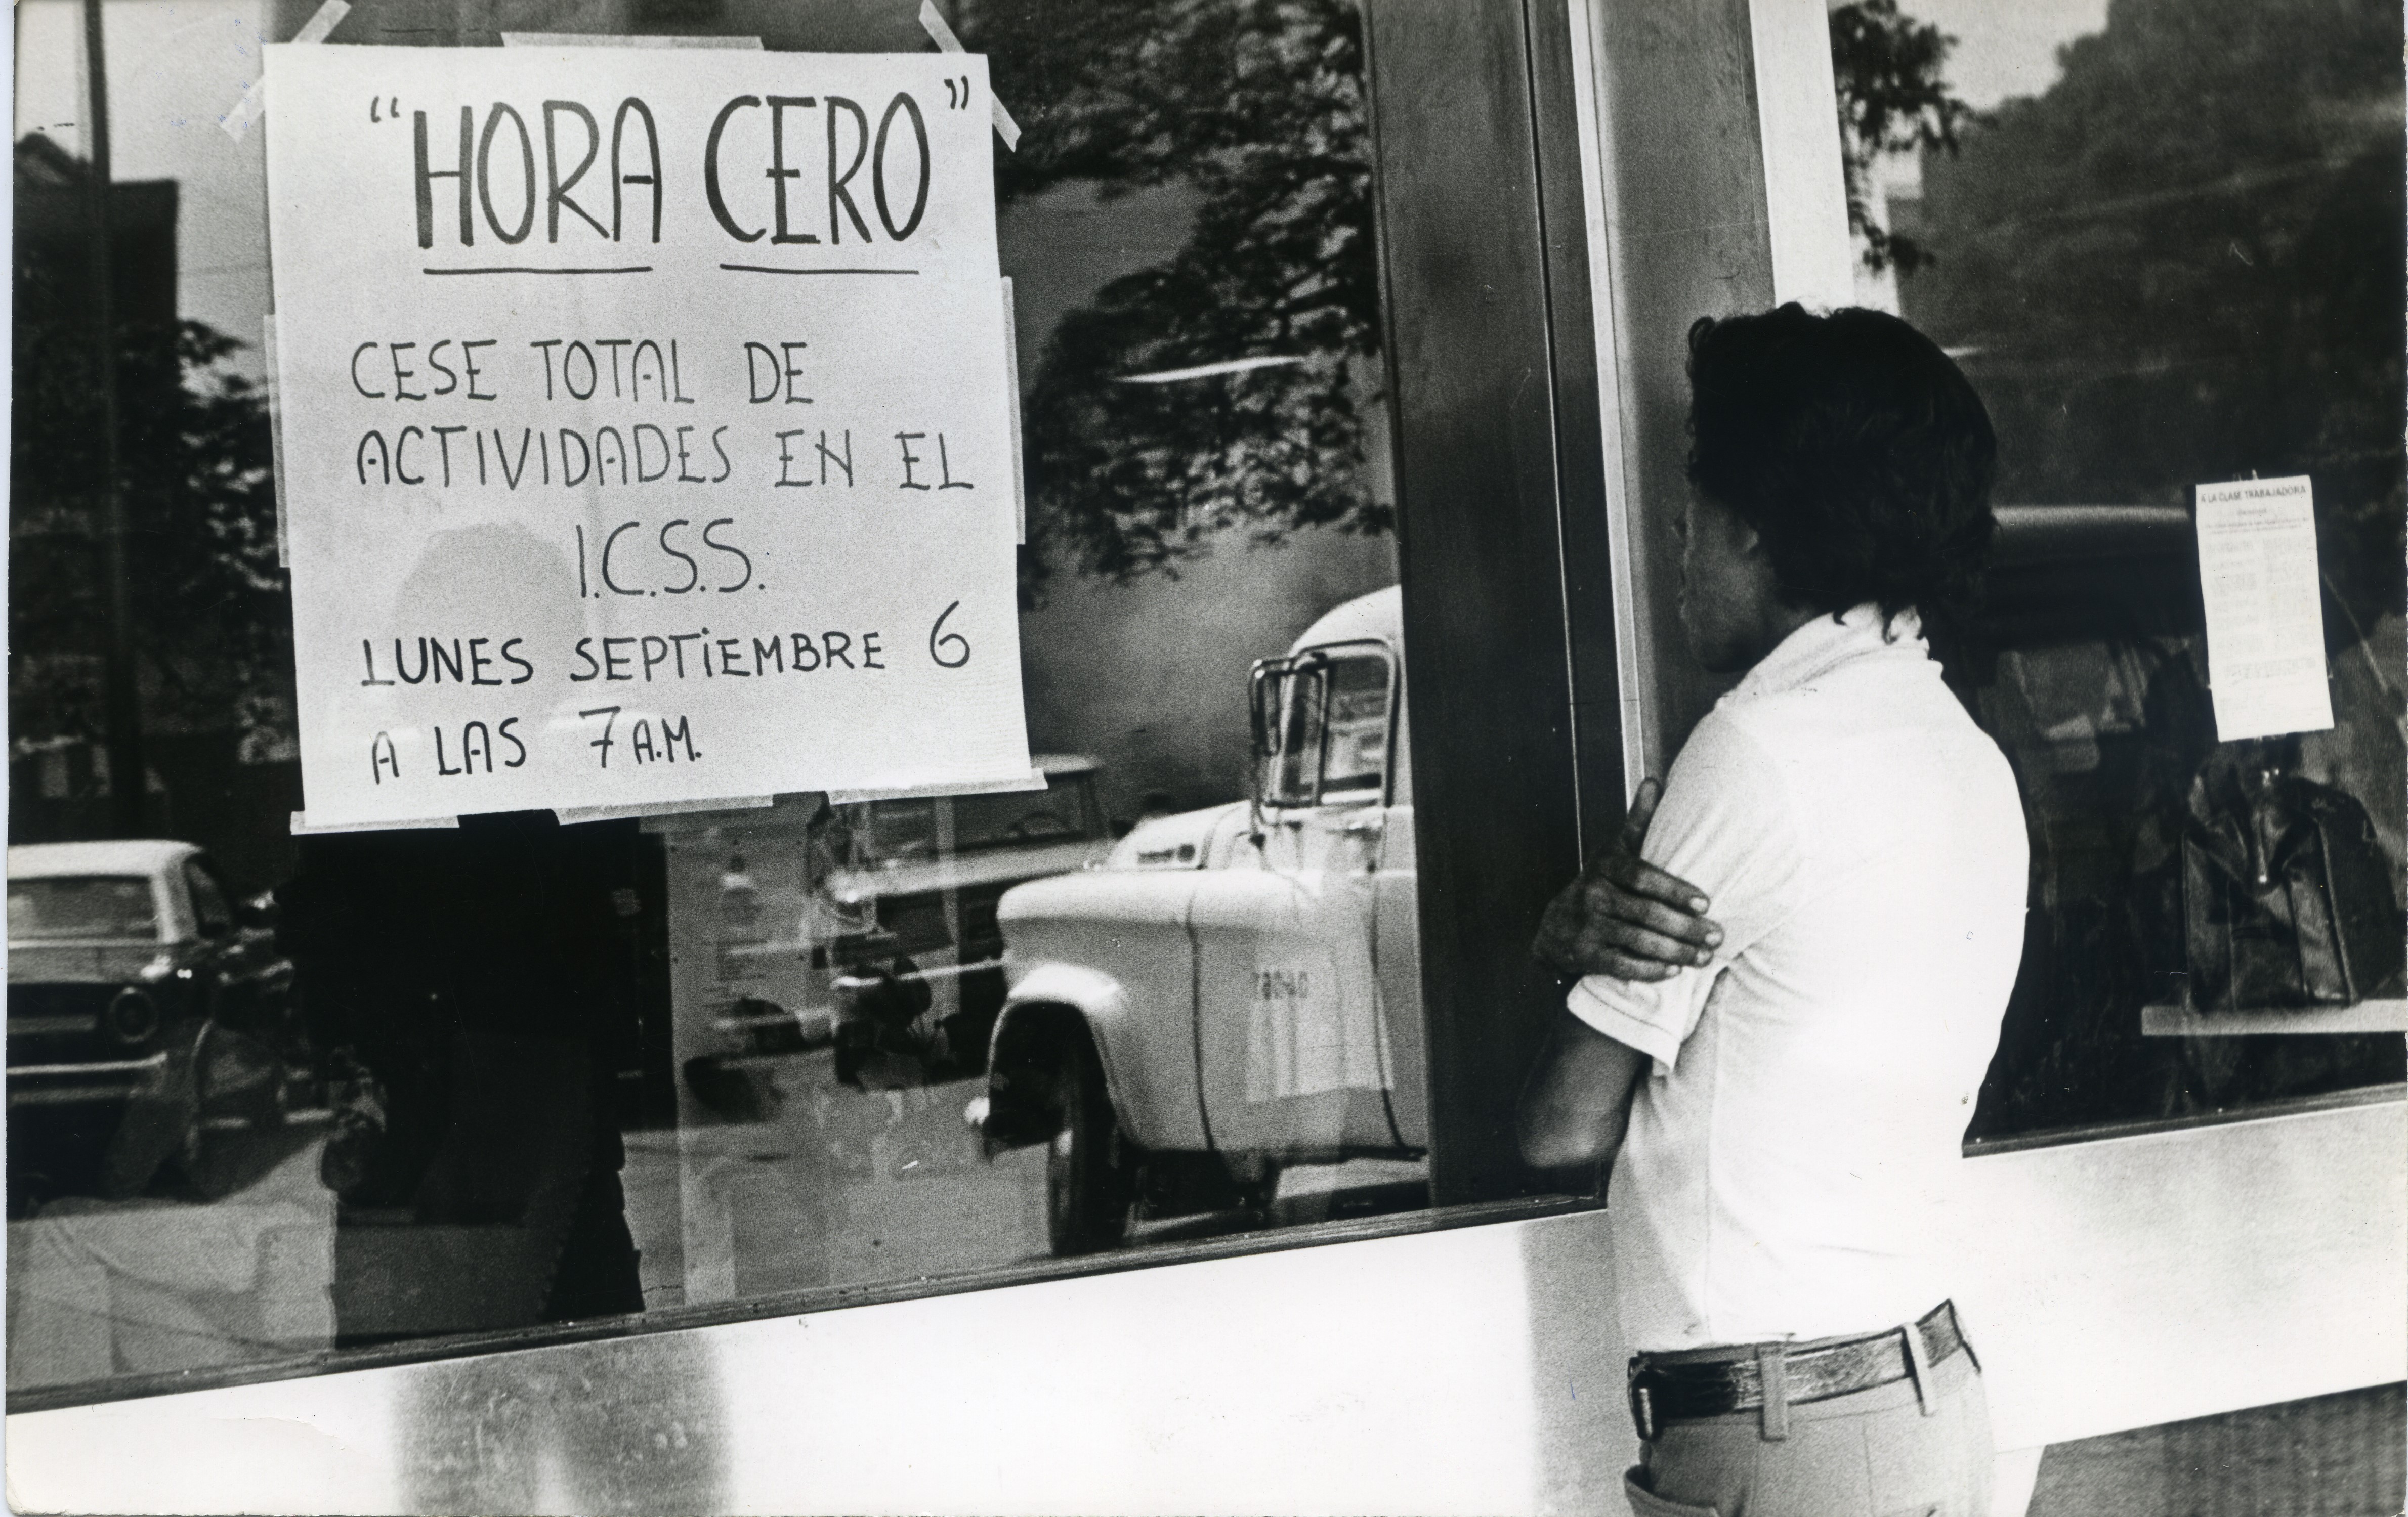 “HORA CERO”
CESE TOTAL DE
ACTIVIDADES EN EL
I.C.S.S.
LUNES SEPTIEMBRE 6
A LAS 7 A.M.
A LA CLASE TRABAJADORA